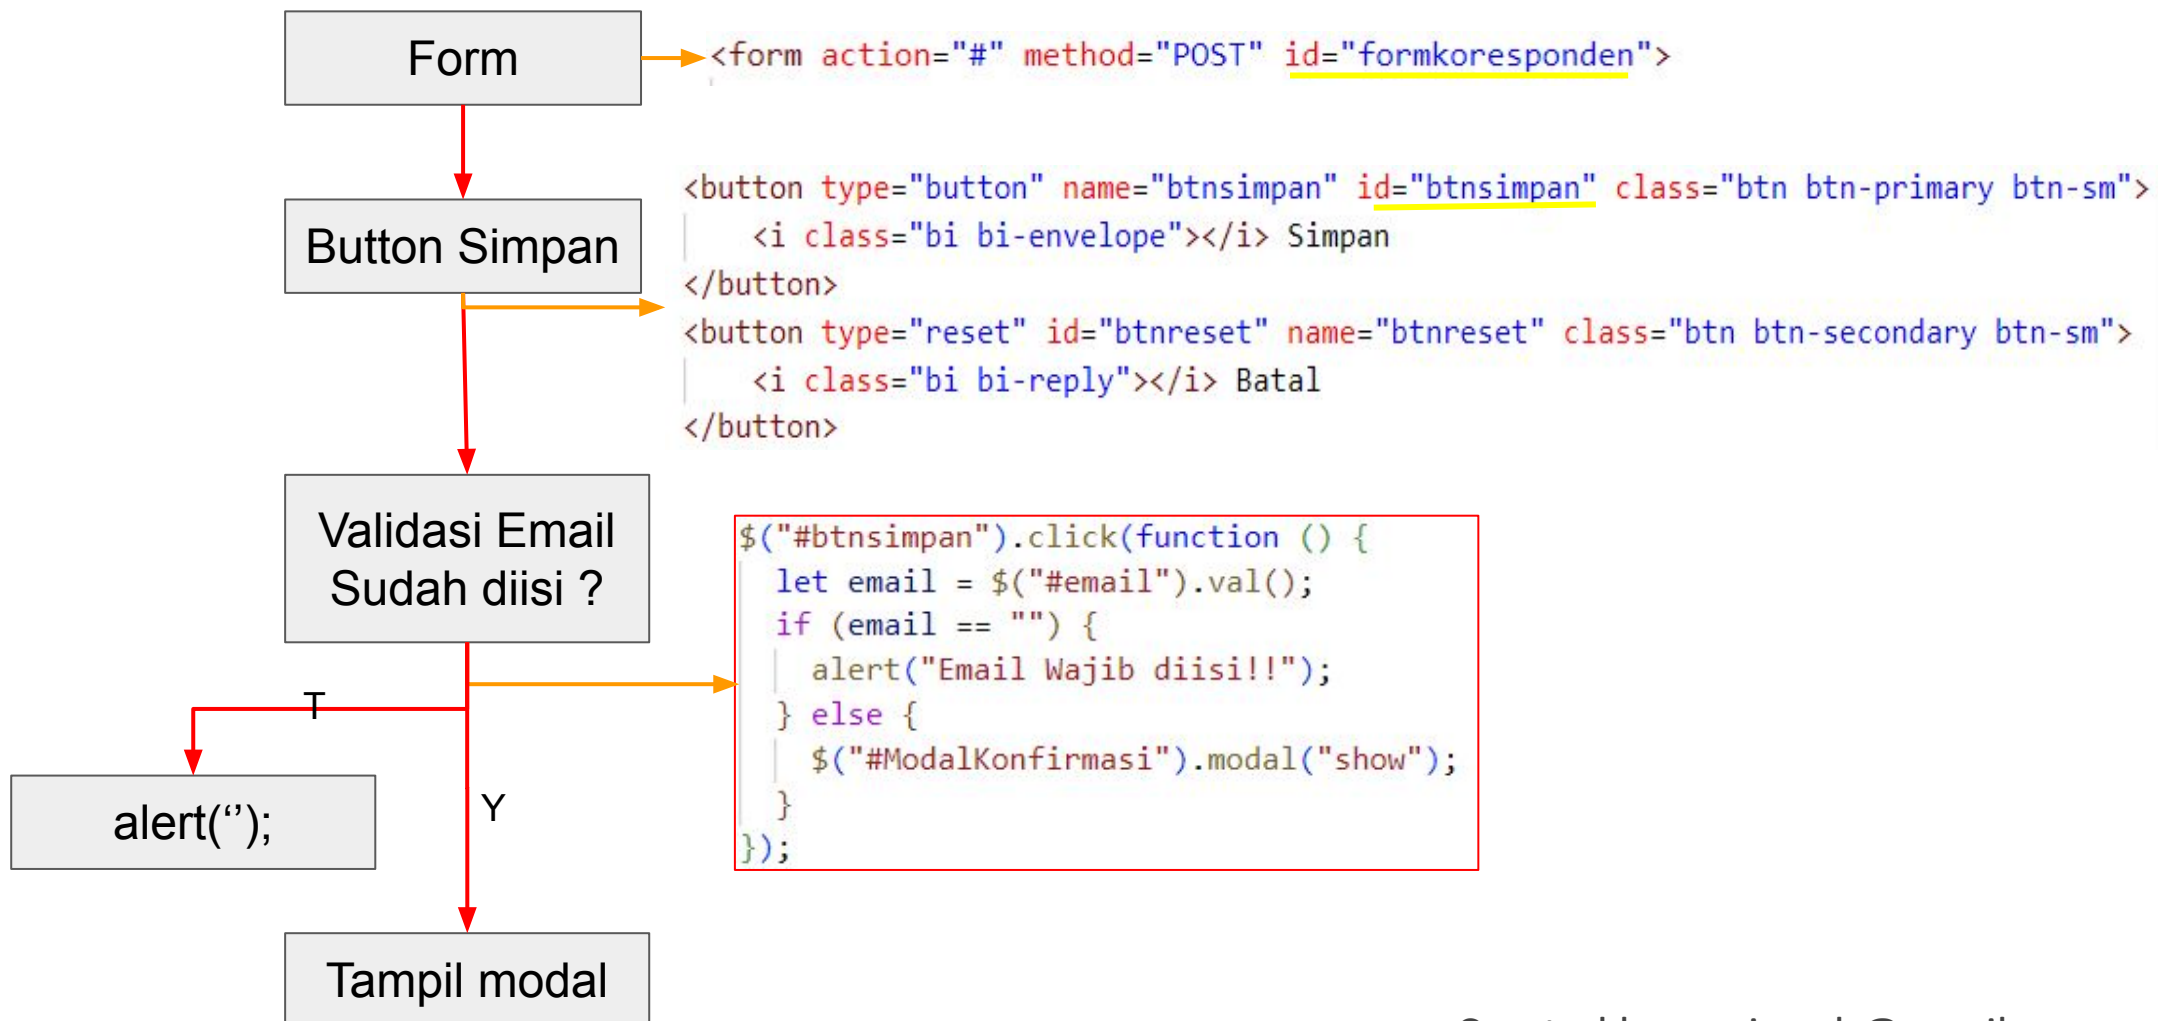 Form
<form action="#" method="POST" id="formkoresponden">
Button Simpan
<button type="button" name="btnsimpan" id="btnsimpan" class="btn btn-primary btn-sm">
<i class="bi bi-envelope"></i> Simpan
</button>
<button type="reset" id="btnreset" name="btnreset" class="btn btn-secondary btn-sm">
<i class="bi bi-reply"></i> Batal
</button>
Validasi Email
Sudah diisi ?
$("#btnsimpan").click(function () {
let email = $("#email").val();
if (email == "") {
alert("Email Wajib diisi!!");
} else {
$("#ModalKonfirmasi").modal("show");
}
});
T
alert(‘’);
Y
Tampil modal